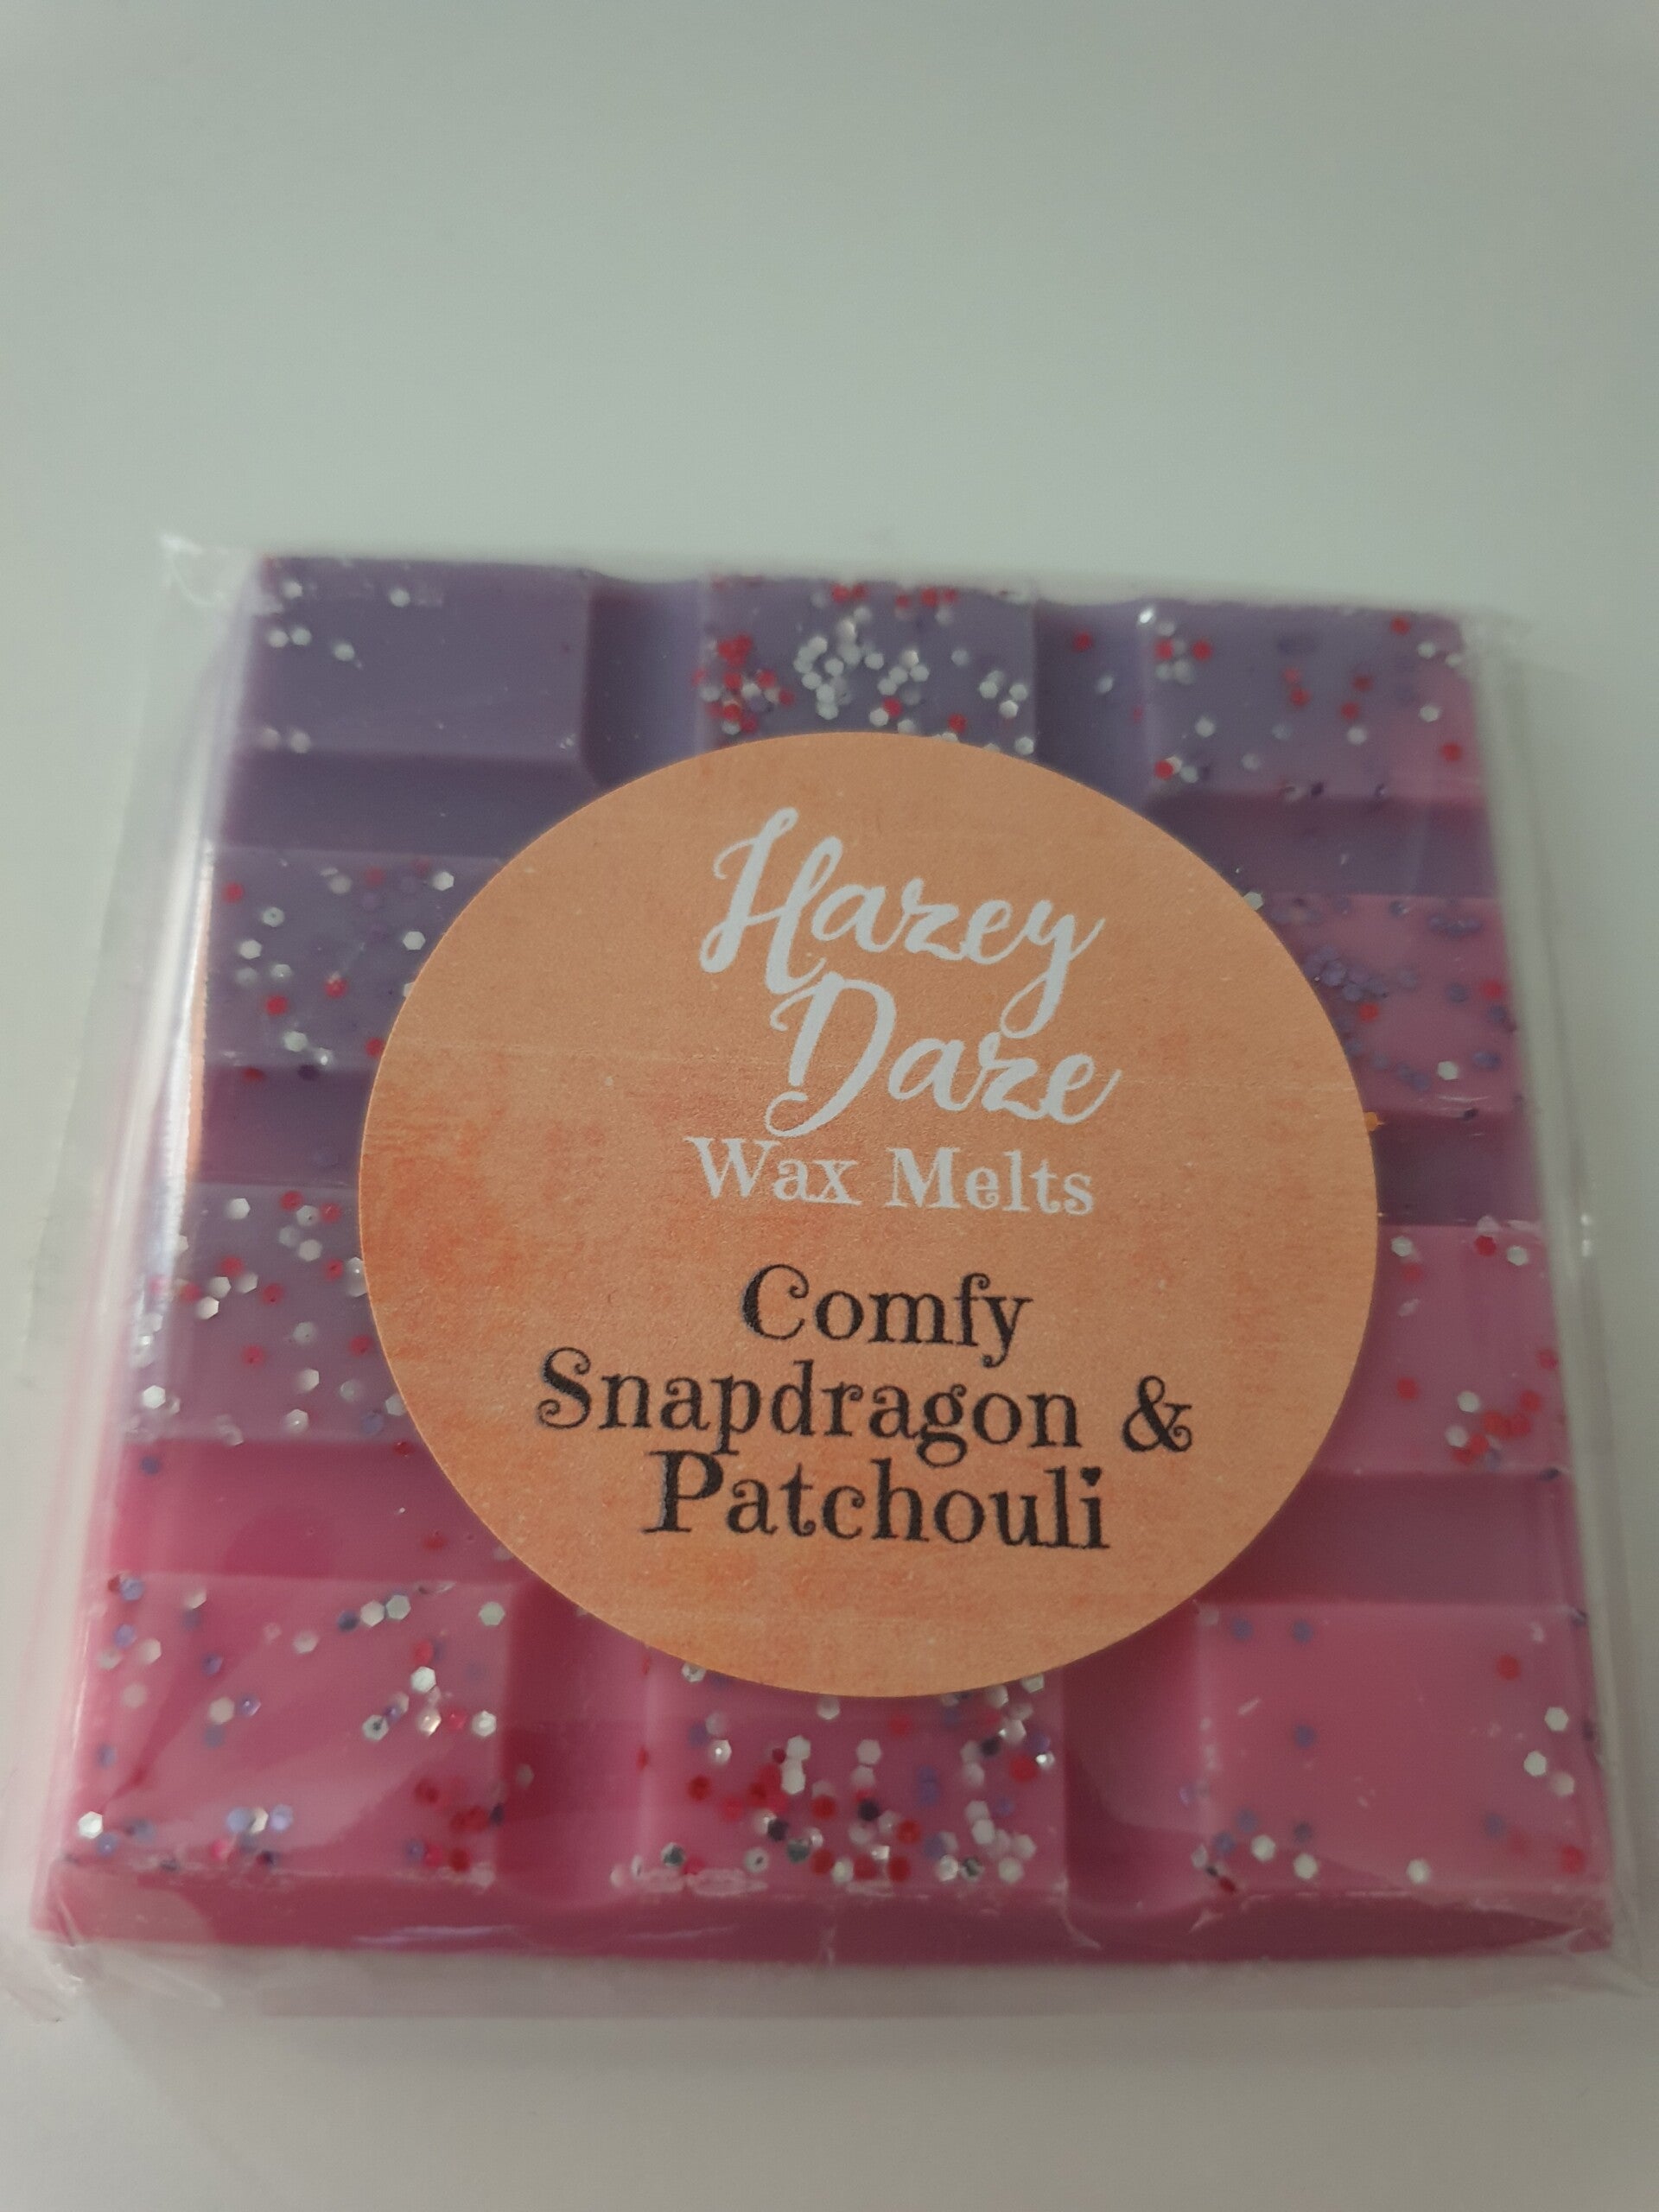 Hazey
Daze
Wax Melts
Comfy
Snapdragon &
Patchouli